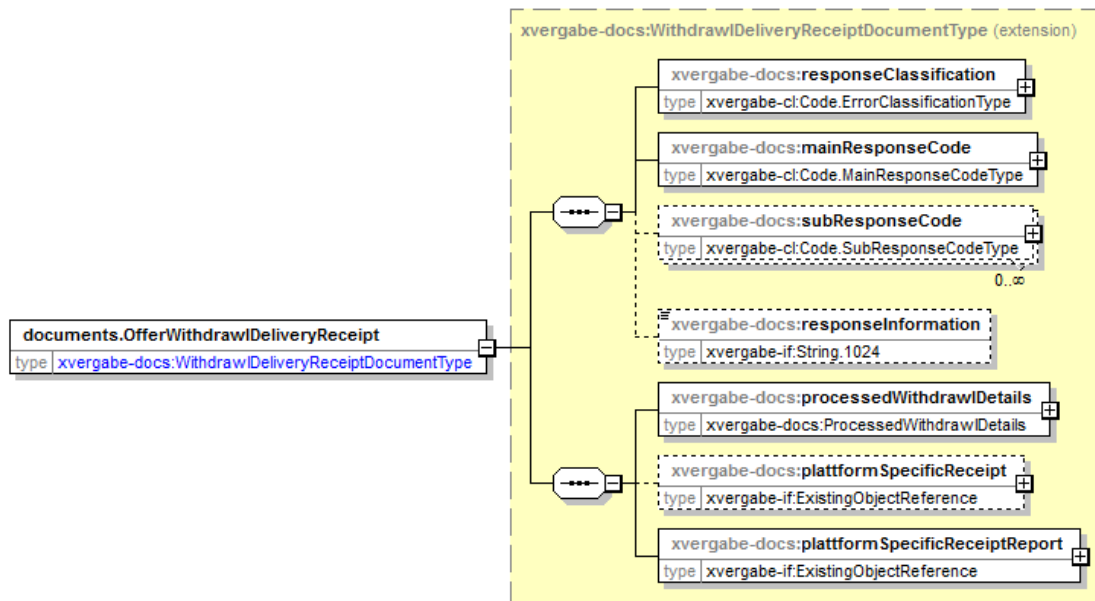 xvergabe-docs:WithdrawlDeliveryReceiptDocumentType (extension)
xvergabe-docs:responseClassification
type xvergabe-cl:Code.ErrorClassificationType
xvergabe-docs:mainResponseCode
type xvergabe-cl:Code.MainResponseCodeType
xvergabe-docs:subResponseCode
type xvergabe-cl:Code.SubResponseCodeType
0..∞
documents.OfferWithdrawlDeliveryReceipt
type xvergabe-docs:WithdrawlDeliveryReceiptDocumentType
xvergabe-docs:responseInformation
type xvergabe-if:String.1024
xvergabe-docs:processedWithdrawlDetails
type xvergabe-docs:ProcessedWithdrawlDetails
xvergabe-docs:plattformSpecificReceipt
type xvergabe-if:ExistingObjectReference
xvergabe-docs:plattformSpecificReceiptReport
type xvergabe-if:ExistingObjectReference